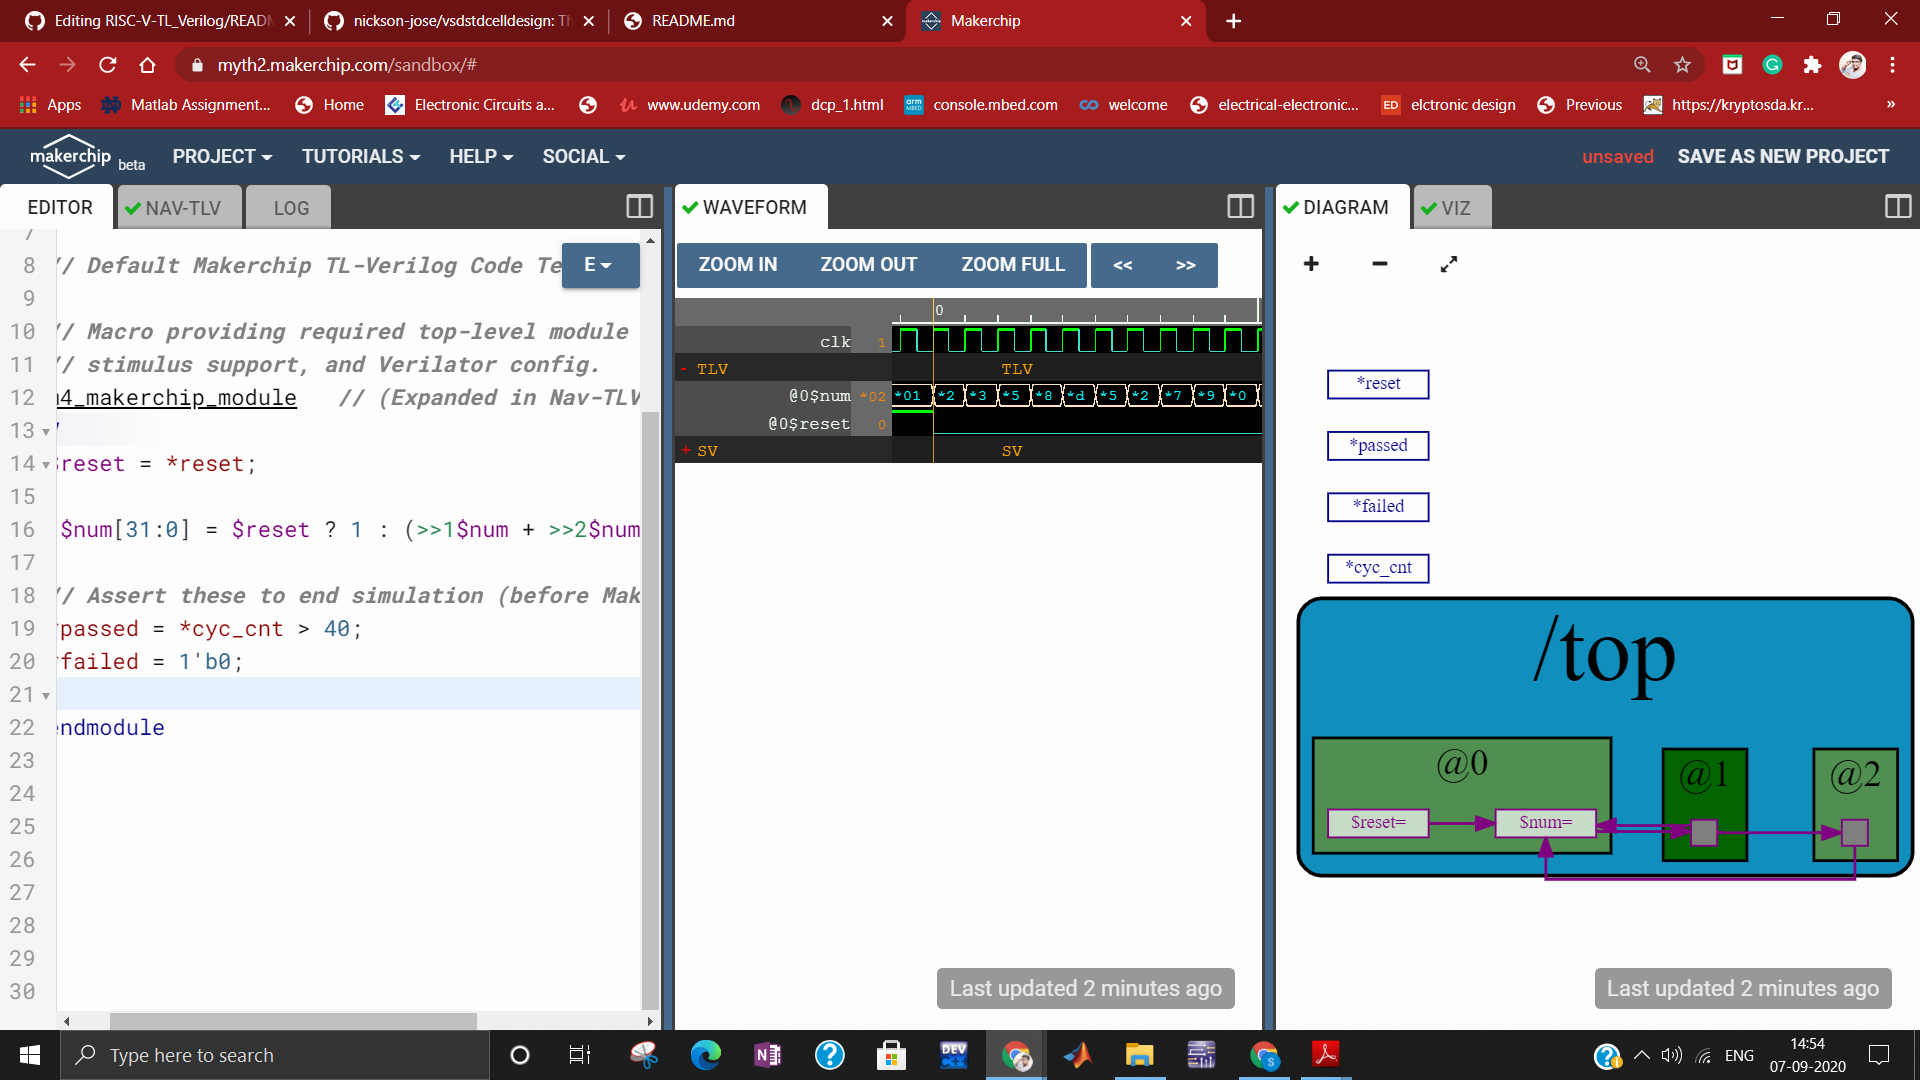 Editing RISC-V-TL_Verilog/READM
nickson-jose/vsdstdcelldesign: Th
README.md
Makerchip
myth2.makerchip.com/sandbox/#
Apps
Matlab Assignment...
Home
Electronic Circuits a...
www.udemy.com
dcp_1.html
console.mbed.com
welcome
electrical-electronic...
ED elctronic design
Previous
https://kryptosda.kr...
»
makerchip beta
PROJECT
TUTORIALS
HELP
SOCIAL
unsaved
SAVE AS NEW PROJECT
EDITOR
NAV-TLV
LOG
E
7
8 // Default Makerchip TL-Verilog Code Te
9
10 // Macro providing required top-level module
11 // stimulus support, and Verilator config.
12 m4_makerchip_module // (Expanded in Nav-TLV
13
14 $reset = *reset;
15
16 $num[31:0] = $reset ? 1 : (>>1$num + >>2$num
17
18 // Assert these to end simulation (before Mak
19 *passed = *cyc_cnt > 40;
20 *failed = 1'b0;
21
22 endmodule
23
24
25
26
27
28
29
30
WAVEFORM
ZOOM IN
ZOOM OUT
ZOOM FULL
<<
>>
0
clk 1
- TLV TLV
@0$num *02 *01 *2 *3 *5 *8 *d *5 *2 *7 *9 *0
@0$reset 0
+ SV SV
Last updated 2 minutes ago
DIAGRAM
VIZ
*reset
*passed
*failed
*cyc_cnt
/top
@0
@1
@2
$reset=
$num=
Last updated 2 minutes ago
Type here to search
DEV
ENG
14:54
07-09-2020